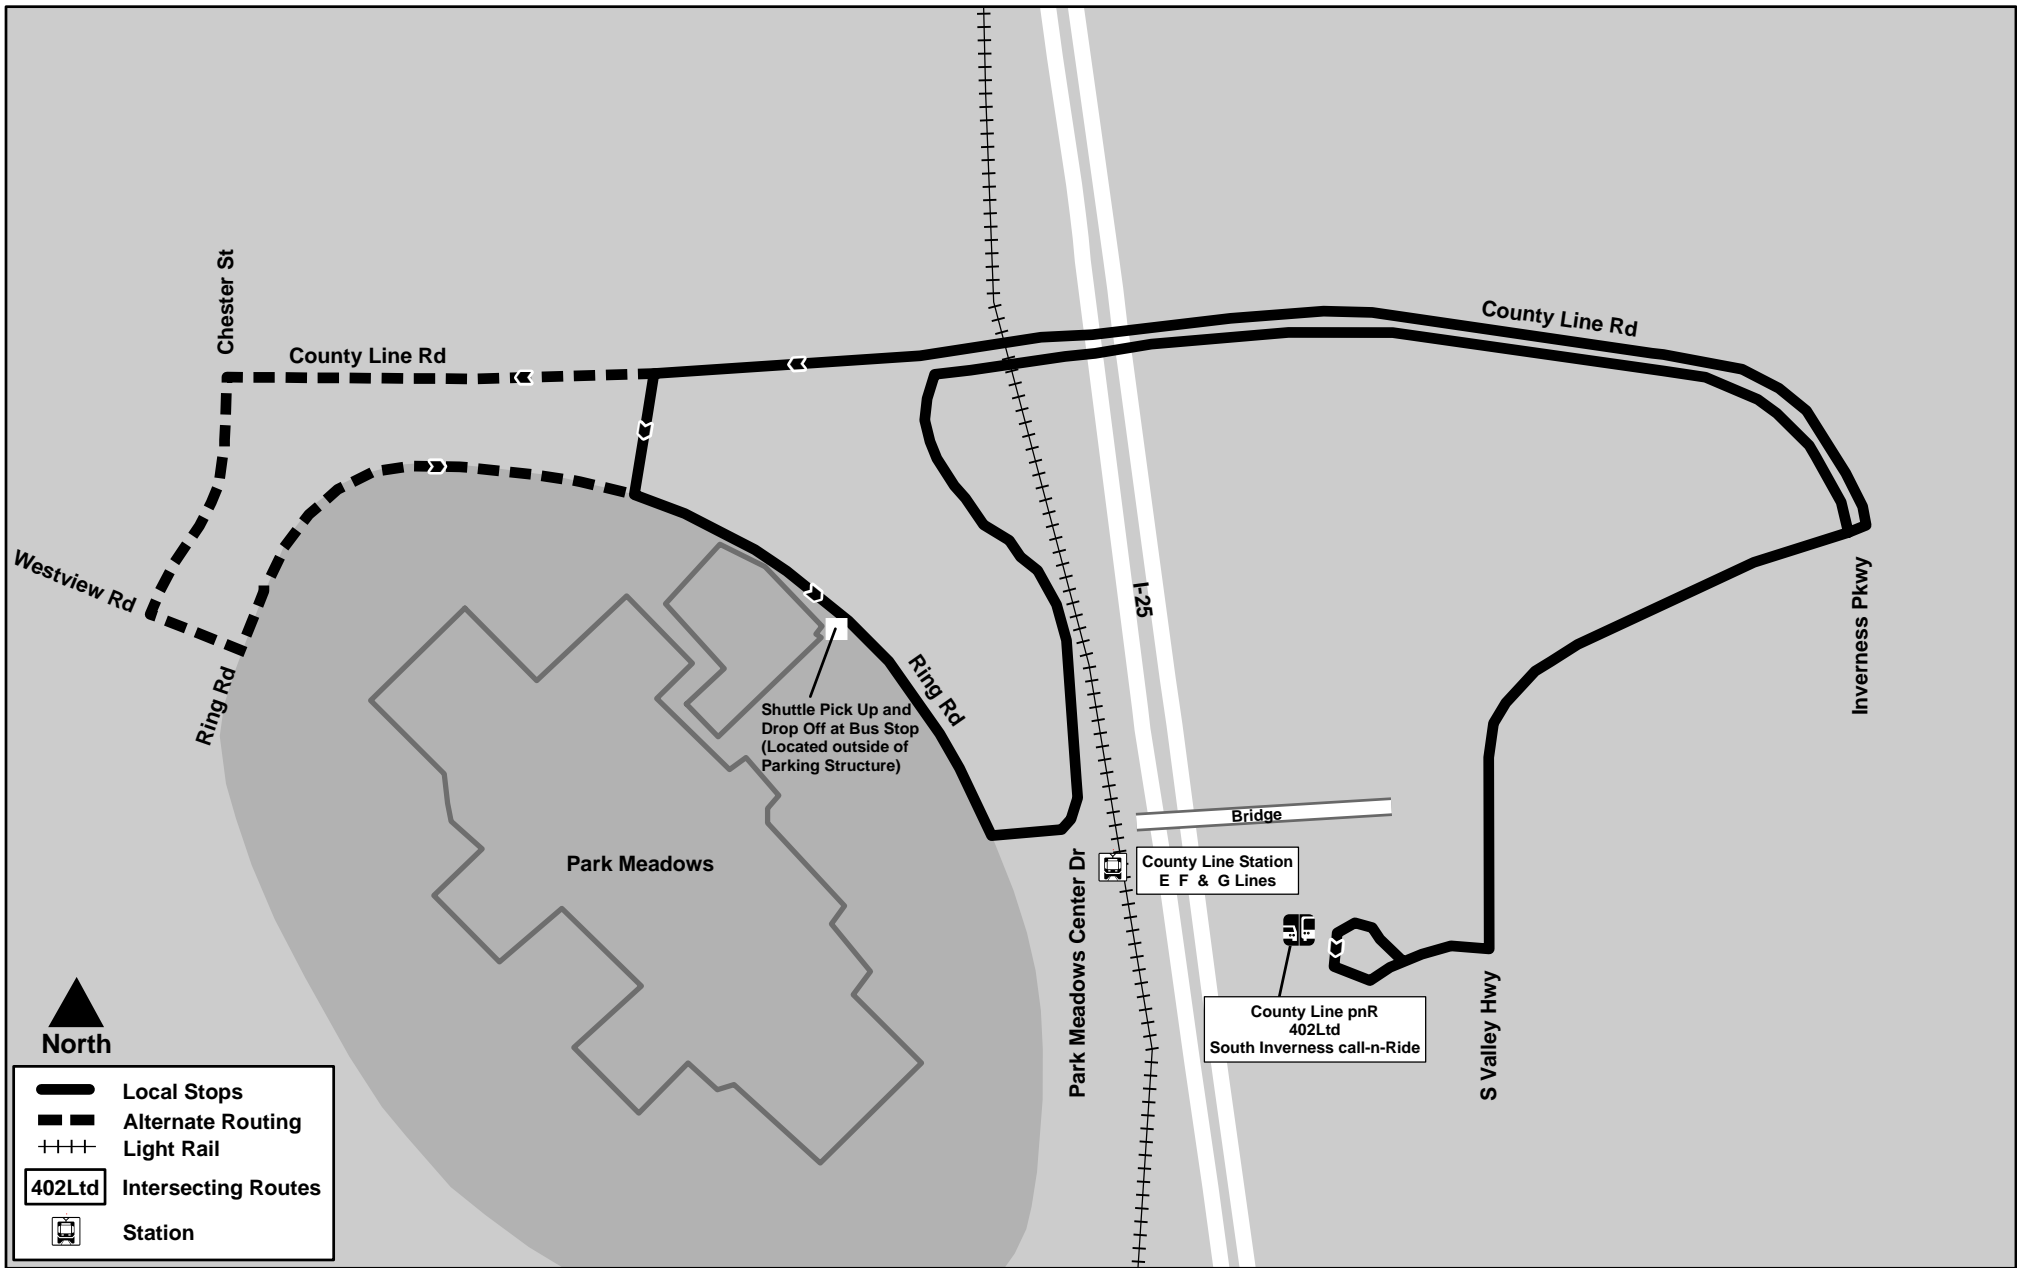 Chester St
County Line Rd
County Line Rd
Westview Rd
Ring Rd
Ring Rd
I-25
Inverness Pkwy
Shuttle Pick Up and
Drop Off at Bus Stop
(Located outside of
Parking Structure)
Bridge
Park Meadows
Park Meadows Center Dr
County Line Station
E F & G Lines
County Line pnR
402Ltd
South Inverness call-n-Ride
S Valley Hwy
North
Local Stops
Alternate Routing
Light Rail
402Ltd Intersecting Routes
Station